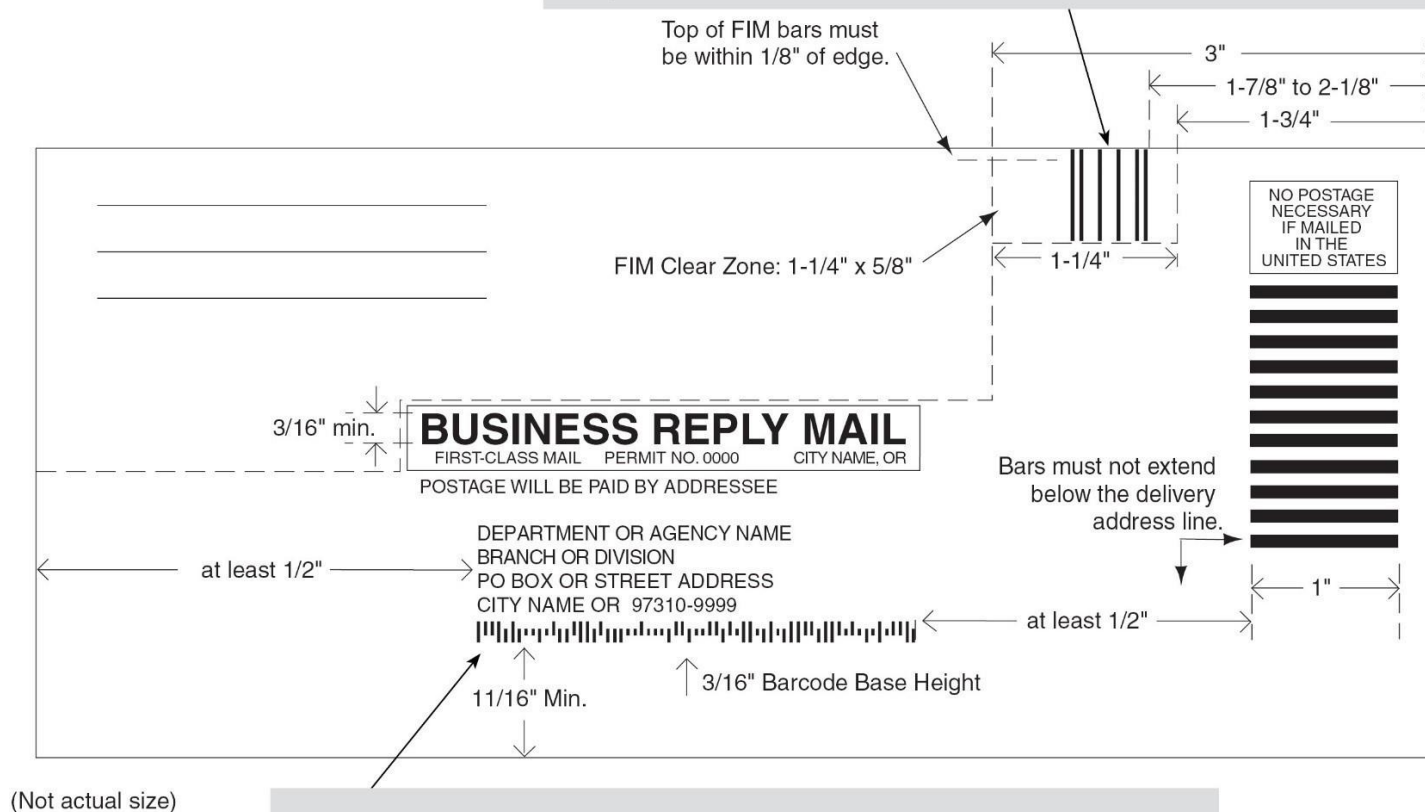 Top of FIM bars must
be within 1/8" of edge.
3"
1-7/8" to 2-1/8"
1-3/4"
NO POSTAGE
NECESSARY
IF MAILED
IN THE
UNITED STATES
FIM Clear Zone: 1-1/4" x 5/8"
1-1/4"
3/16" min.
BUSINESS REPLY MAIL
FIRST-CLASS MAIL PERMIT NO. 0000 CITY NAME, OR
POSTAGE WILL BE PAID BY ADDRESSEE
Bars must not extend
below the delivery
address line.
DEPARTMENT OR AGENCY NAME
BRANCH OR DIVISION
PO BOX OR STREET ADDRESS
CITY NAME OR 97310-9999
at least 1/2"
1"
at least 1/2"
11/16" Min.
3/16" Barcode Base Height
(Not actual size)